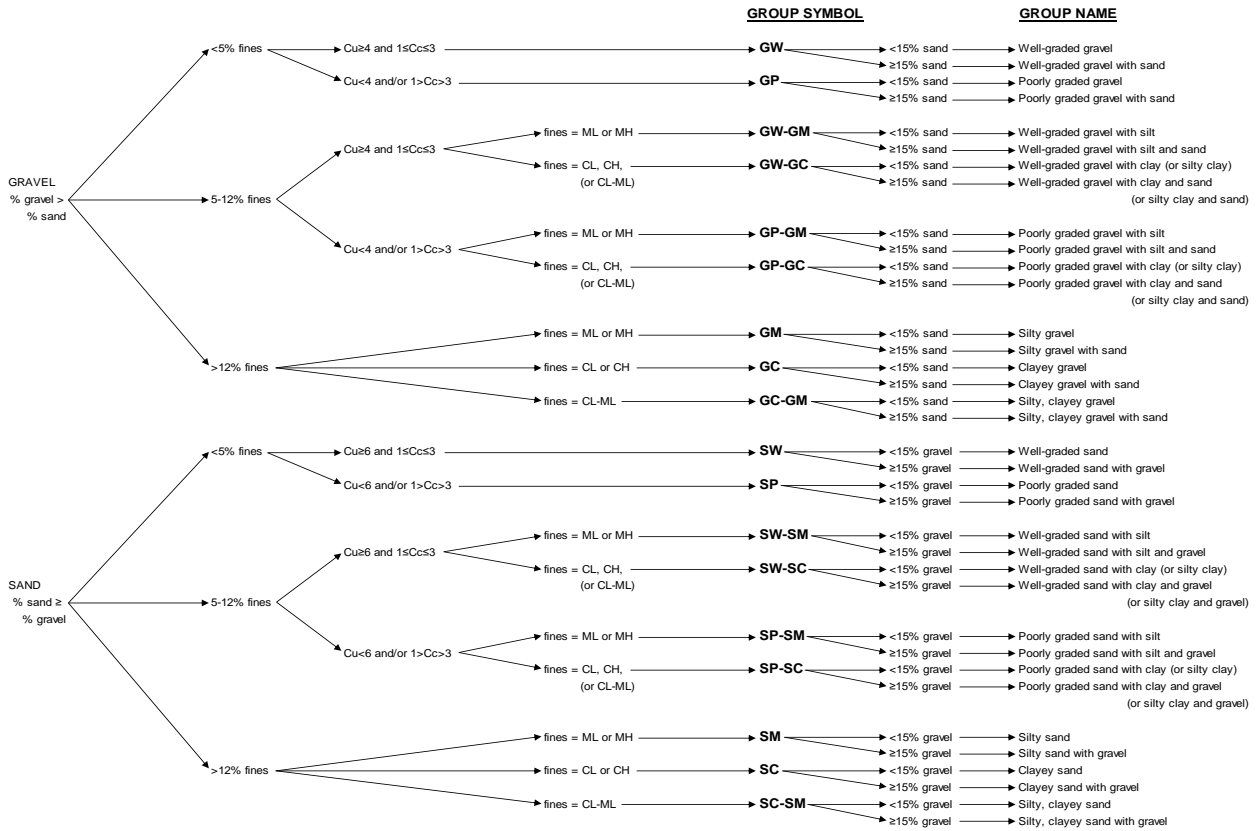 GROUP SYMBOL GROUP NAME
<5% fines Cu≥4 and 1≤Cc≤3 GW <15% sand Well-graded gravel
≥15% sand Well-graded gravel with sand
Cu<4 and/or 1>Cc>3 GP <15% sand Poorly graded gravel
≥15% sand Poorly graded gravel with sand
fines = ML or MH GW-GM <15% sand Well-graded gravel with silt
Cu≥4 and 1≤Cc≤3 ≥15% sand Well-graded gravel with silt and sand
fines = CL, CH, GW-GC <15% sand Well-graded gravel with clay (or silty clay)
GRAVEL (or CL-ML) ≥15% sand Well-graded gravel with clay and sand
% gravel > 5-12% fines (or silty clay and sand)
% sand
fines = ML or MH GP-GM <15% sand Poorly graded gravel with silt
Cu<4 and/or 1>Cc>3 ≥15% sand Poorly graded gravel with silt and sand
fines = CL, CH, GP-GC <15% sand Poorly graded gravel with clay (or silty clay)
(or CL-ML) ≥15% sand Poorly graded gravel with clay and sand
(or silty clay and sand)
fines = ML or MH GM <15% sand Silty gravel
≥15% sand Silty gravel with sand
>12% fines fines = CL or CH GC <15% sand Clayey gravel
≥15% sand Clayey gravel with sand
fines = CL-ML GC-GM <15% sand Silty, clayey gravel
≥15% sand Silty, clayey gravel with sand
<5% fines Cu≥6 and 1≤Cc≤3 SW <15% gravel Well-graded sand
≥15% gravel Well-graded sand with gravel
Cu<6 and/or 1>Cc>3 SP <15% gravel Poorly graded sand
≥15% gravel Poorly graded sand with gravel
fines = ML or MH SW-SM <15% gravel Well-graded sand with silt
Cu≥6 and 1≤Cc≤3 ≥15% gravel Well-graded sand with silt and gravel
fines = CL, CH, SW-SC <15% gravel Well-graded sand with clay (or silty clay)
SAND (or CL-ML) ≥15% gravel Well-graded sand with clay and gravel
% sand ≥ 5-12% fines (or silty clay and gravel)
% gravel
fines = ML or MH SP-SM <15% gravel Poorly graded sand with silt
Cu<6 and/or 1>Cc>3 ≥15% gravel Poorly graded sand with silt and gravel
fines = CL, CH, SP-SC <15% gravel Poorly graded sand with clay (or silty clay)
(or CL-ML) ≥15% gravel Poorly graded sand with clay and gravel
(or silty clay and gravel)
fines = ML or MH SM <15% gravel Silty sand
≥15% gravel Silty sand with gravel
>12% fines fines = CL or CH SC <15% gravel Clayey sand
≥15% gravel Clayey sand with gravel
fines = CL-ML SC-SM <15% gravel Silty, clayey sand
≥15% gravel Silty, clayey sand with gravel